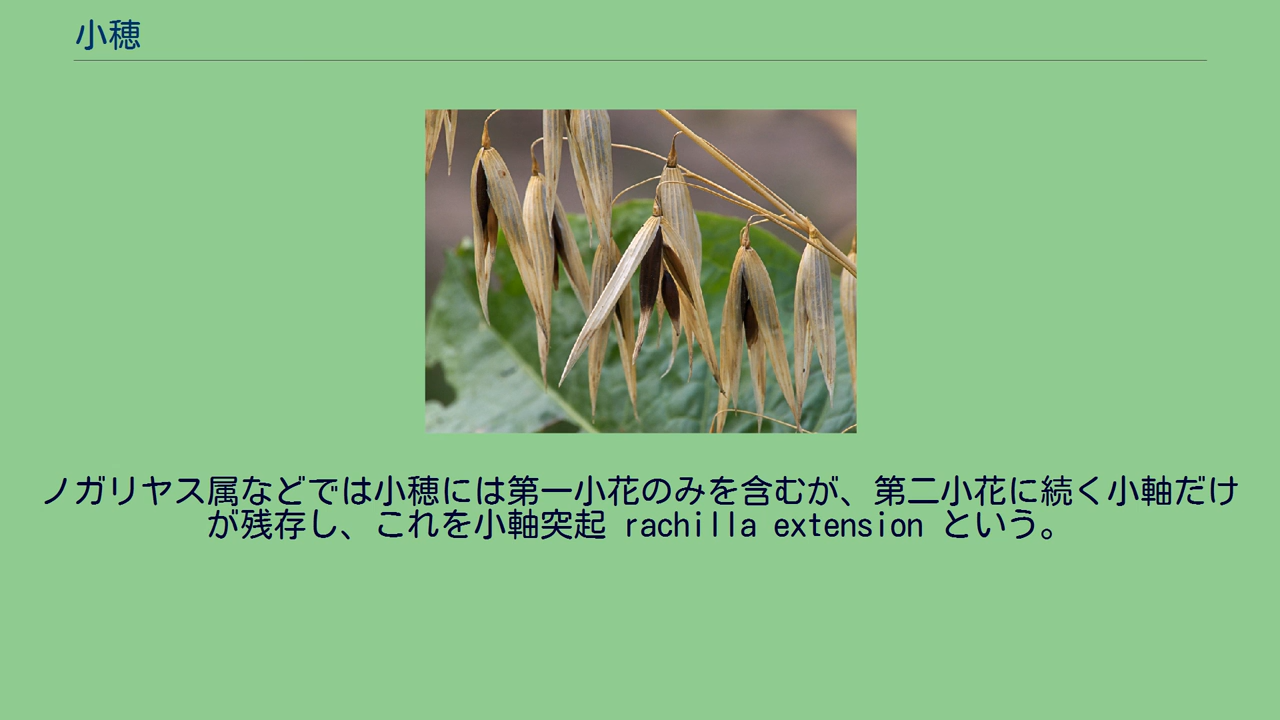 小穂
ノガリヤス属などでは小穂には第一小花のみを含むが、第二小花に続く小軸だけ
が残存し、これを小軸突起 rachilla extension という。